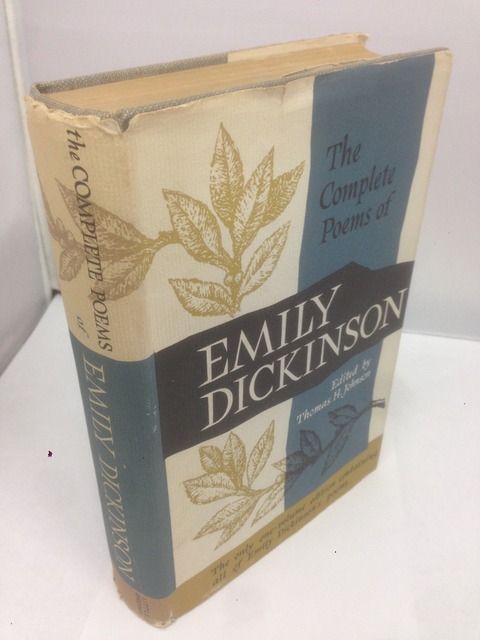 the COMPLETE POEMS
of
EMILY DICKINSON
The
Complete
Poems of
EMILY
DICKINSON
Edited by
Thomas H. Johnson
The only one-volume edition containing
all of Emily Dickinson's poems